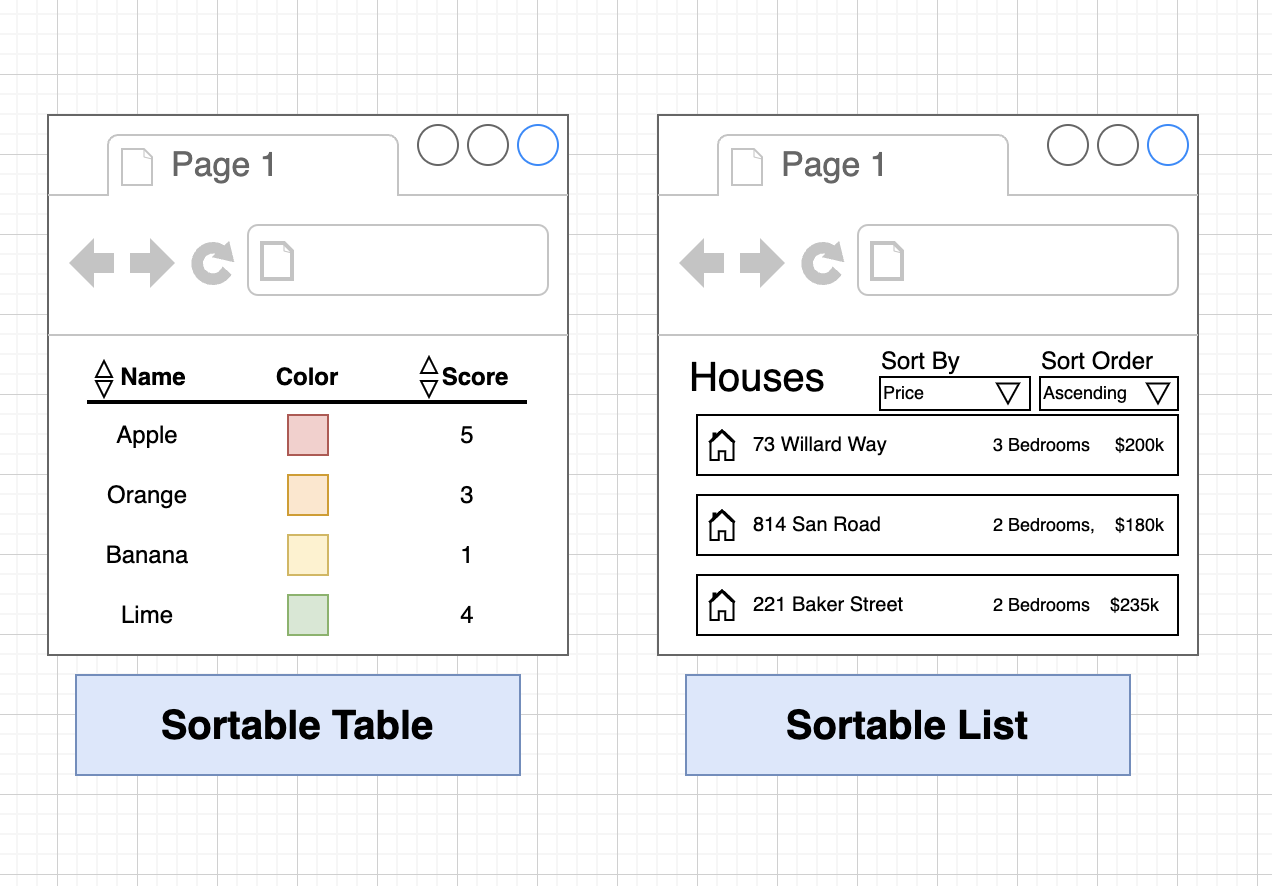 Page 1
Name Color Score
Apple 5
Orange 3
Banana 1
Lime 4
Sortable Table
Page 1
Houses
Sort By Sort Order
Price Ascending
73 Willard Way 3 Bedrooms $200k
814 San Road 2 Bedrooms, $180k
221 Baker Street 2 Bedrooms $235k
Sortable List